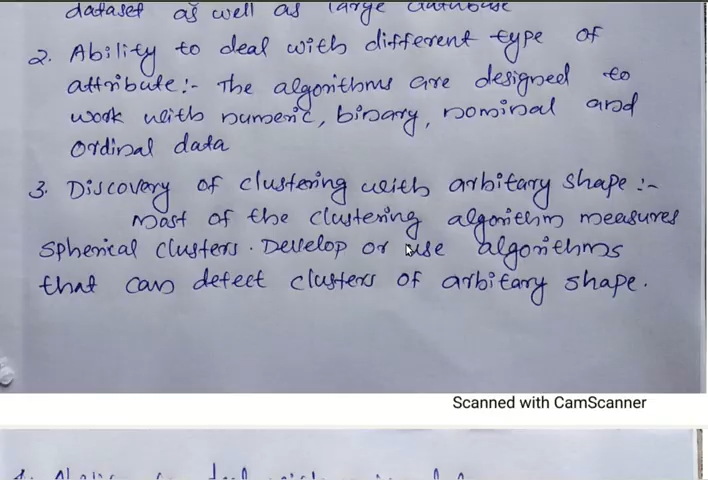 dataset as well as large database
2. Ability to deal with different type of
attribute:- The algorithms are designed to
work with numeric, binary, nominal and
ordinal data
3. Discovery of clustering with arbitary shape:-
Most of the clustering algorithm measures
spherical clusters. Develop or use algorithms
that can detect clusters of arbitary shape.
Scanned with CamScanner